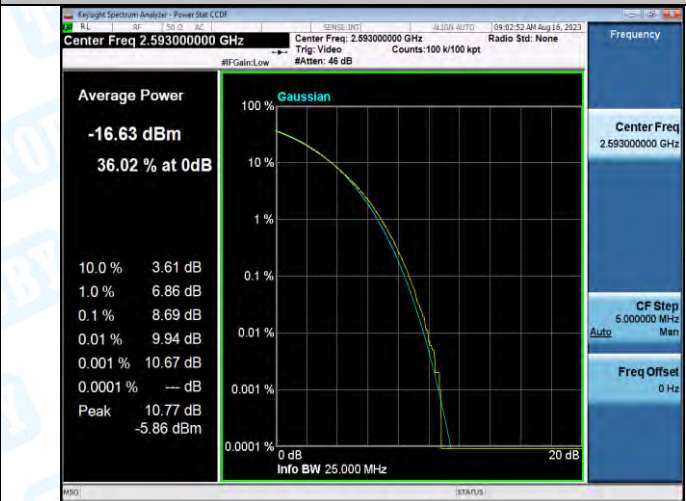 Keysight Spectrum Analyzer - Power Stat CCDF
RL RF 50 Ω AC SENSE:INT ALIGN AUTO 09:02:52 AM Aug 16, 2023
Center Freq 2.593000000 GHz
Center Freq: 2.593000000 GHz Radio Std: None
Trig: Video Counts:100 k/100 kpt
#IFGain:Low #Atten: 46 dB
Frequency
Average Power
-16.63 dBm
36.02 % at 0dB
10.0 % 3.61 dB
1.0 % 6.86 dB
0.1 % 8.69 dB
0.01 % 9.94 dB
0.001 % 10.67 dB
0.0001 % --- dB
Peak 10.77 dB
-5.86 dBm
Gaussian
100 %
10 %
1 %
0.1 %
0.01 %
0.001 %
0.0001 %
0 dB 20 dB
Info BW 25.000 MHz
Center Freq
2.593000000 GHz
CF Step
5.000000 MHz
Auto Man
Freq Offset
0 Hz
MSG STATUS